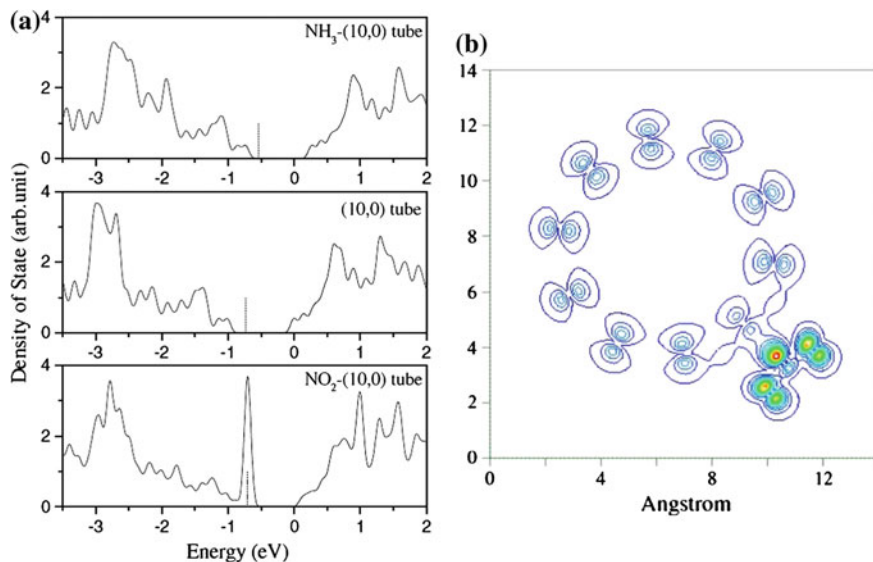 (a)
4
NH3-(10,0) tube
2
0
-3 -2 -1 0 1 2
4
(10,0) tube
2
0
-3 -2 -1 0 1 2
4
NO2-(10,0) tube
2
0
-3 -2 -1 0 1 2
Density of State (arb.unit)
Energy (eV)
(b)
14
12
10
8
6
4
2
0
0 4 8 12
Angstrom